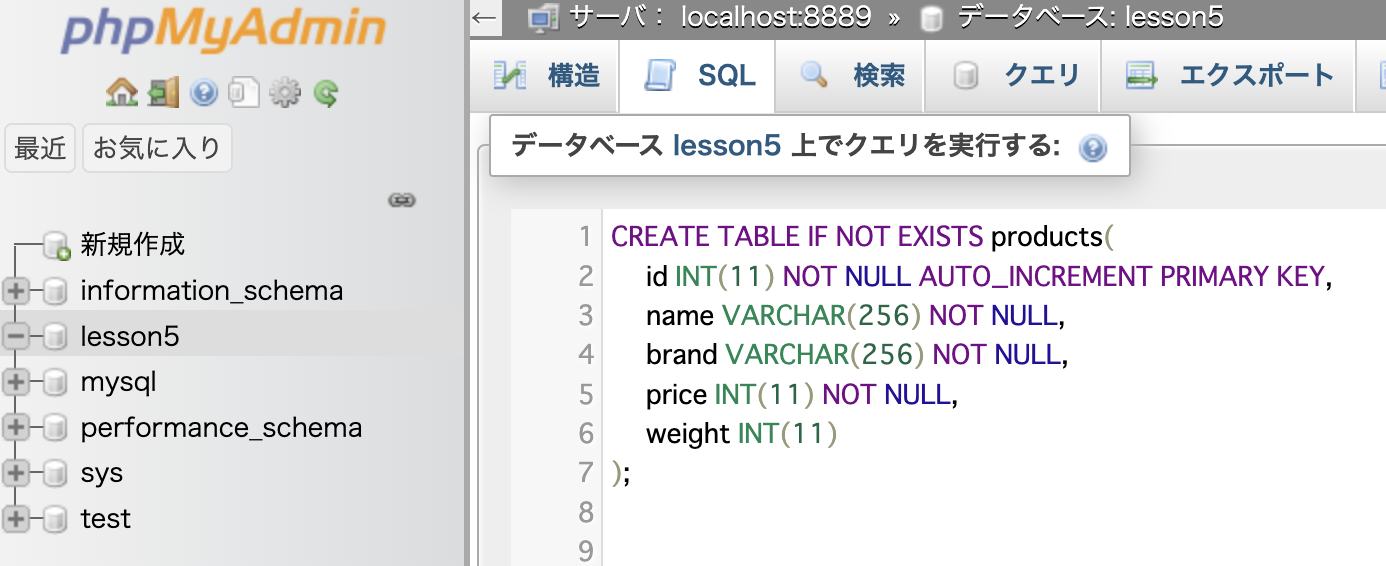 phpMyAdmin
最近 お気に入り
新規作成
information_schema
lesson5
mysql
performance_schema
sys
test
サーバ： localhost:8889 » データベース: lesson5
構造 SQL 検索 クエリ エクスポート
データベース lesson5 上でクエリを実行する:
1 CREATE TABLE IF NOT EXISTS products(
2 id INT(11) NOT NULL AUTO_INCREMENT PRIMARY KEY,
3 name VARCHAR(256) NOT NULL,
4 brand VARCHAR(256) NOT NULL,
5 price INT(11) NOT NULL,
6 weight INT(11)
7 );
8
9